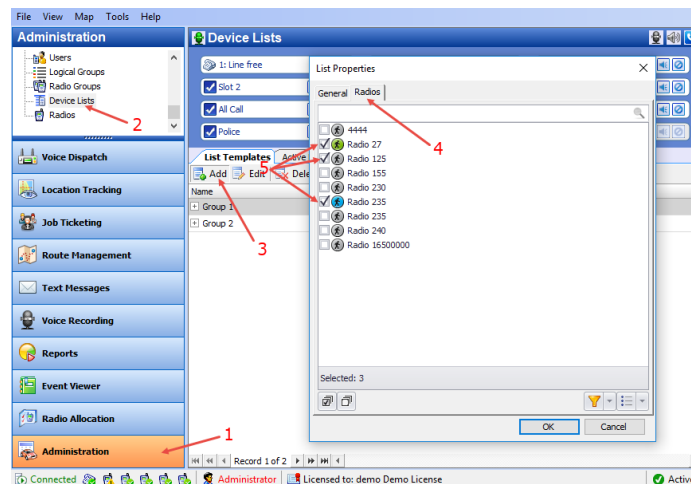 File View Map Tools Help
Administration
Users
Logical Groups
Radio Groups
Device Lists
Radios
2
Voice Dispatch
Location Tracking
Job Ticketing
Route Management
Text Messages
Voice Recording
Reports
Event Viewer
Radio Allocation
Administration
1
Device Lists
1: Line free
Slot 2
All Call
Police
List Templates Active
Add Edit Dele
Name
Group 1
Group 2
3
List Properties
General Radios
4
4444
Radio 27
Radio 125
5
Radio 155
Radio 230
Radio 235
Radio 235
Radio 240
Radio 16500000
Selected: 3
OK Cancel
Record 1 of 2
Connected Administrator Licensed to: demo Demo License Active